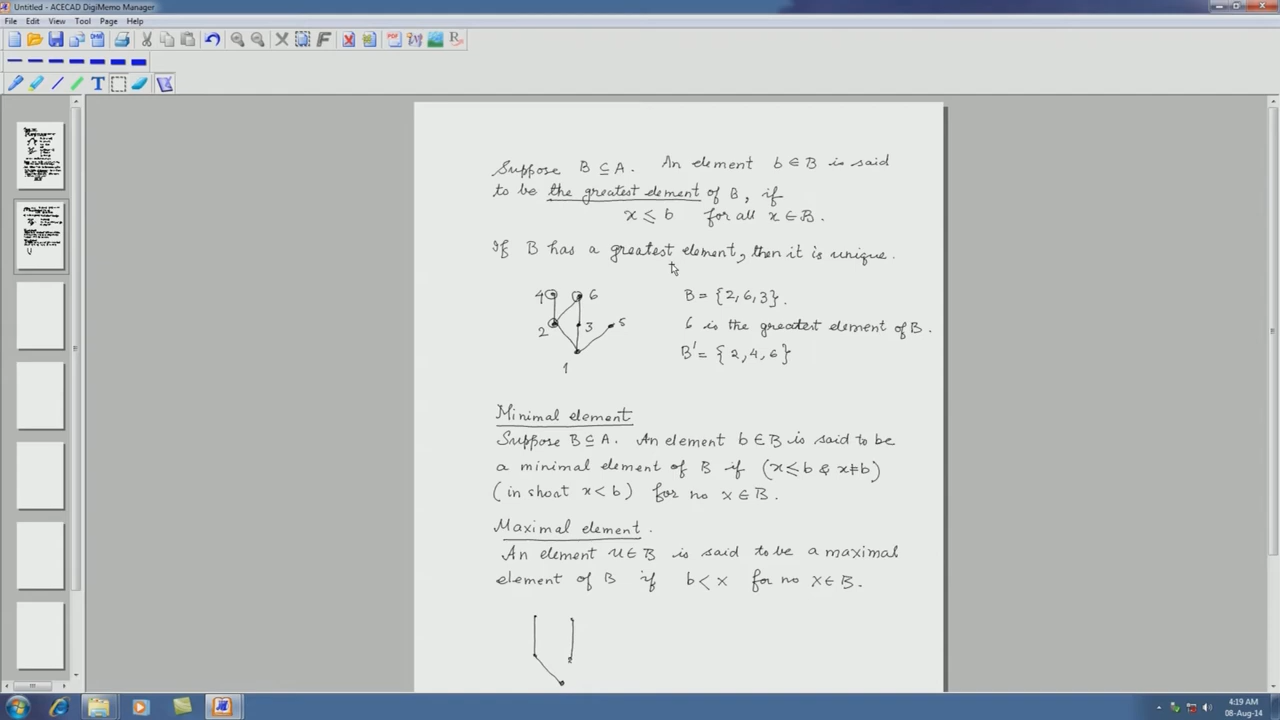 Untitled - ACECAD DigiMemo Manager
File Edit View Tool Page Help
Suppose B ⊆ A. An element b ∈ B is said
to be the greatest element of B, if
x ≤ b for all x ∈ B.
If B has a greatest element, then it is unique.
4 6
2 3 5
1
B = {2, 6, 3}.
6 is the greatest element of B.
B' = {2, 4, 6}
Minimal element
Suppose B ⊆ A. An element b ∈ B is said to be
a minimal element of B if (x ≤ b & x ≠ b)
(in shoat x < b) for no x ∈ B.
Maximal element.
An element u ∈ B is said to be a maximal
element of B if b < x for no x ∈ B.
4:19 AM
08-Aug-14